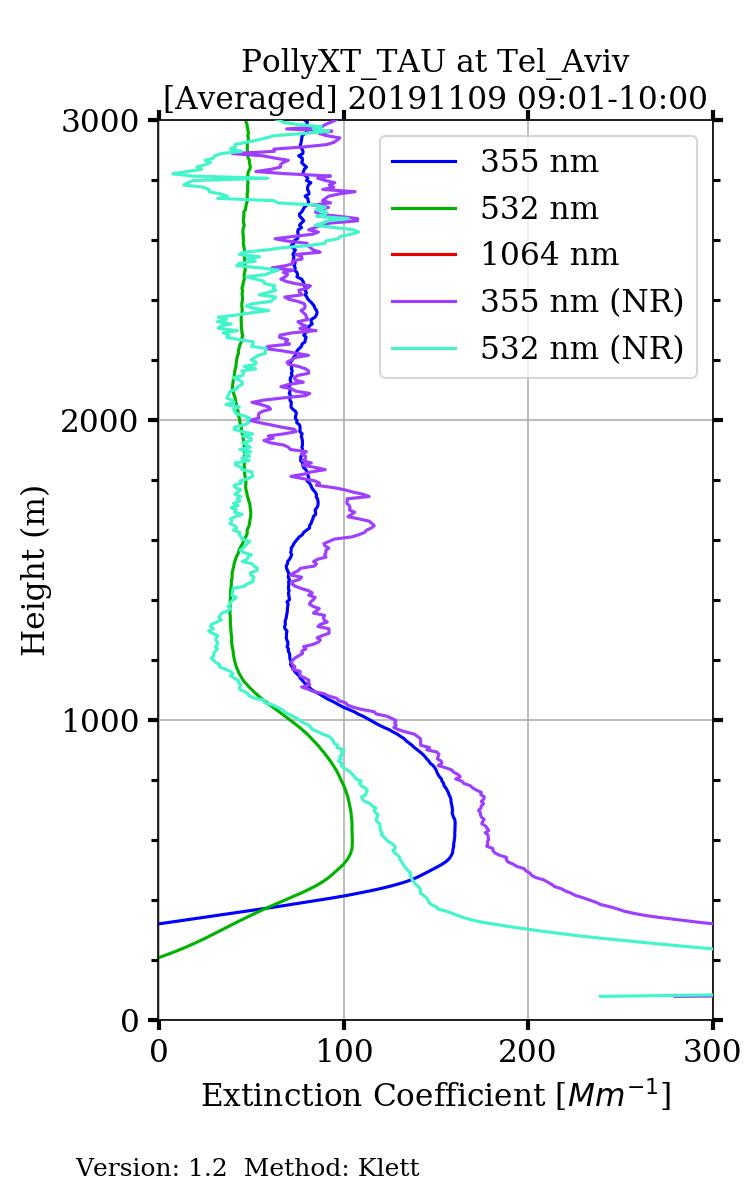 PollyXT_TAU at Tel_Aviv
[Averaged] 20191109 09:01-10:00
3000
2000
1000
0
Height (m)
355 nm
532 nm
1064 nm
355 nm (NR)
532 nm (NR)
0 100 200 300
Extinction Coefficient [Mm⁻¹]
Version: 1.2 Method: Klett